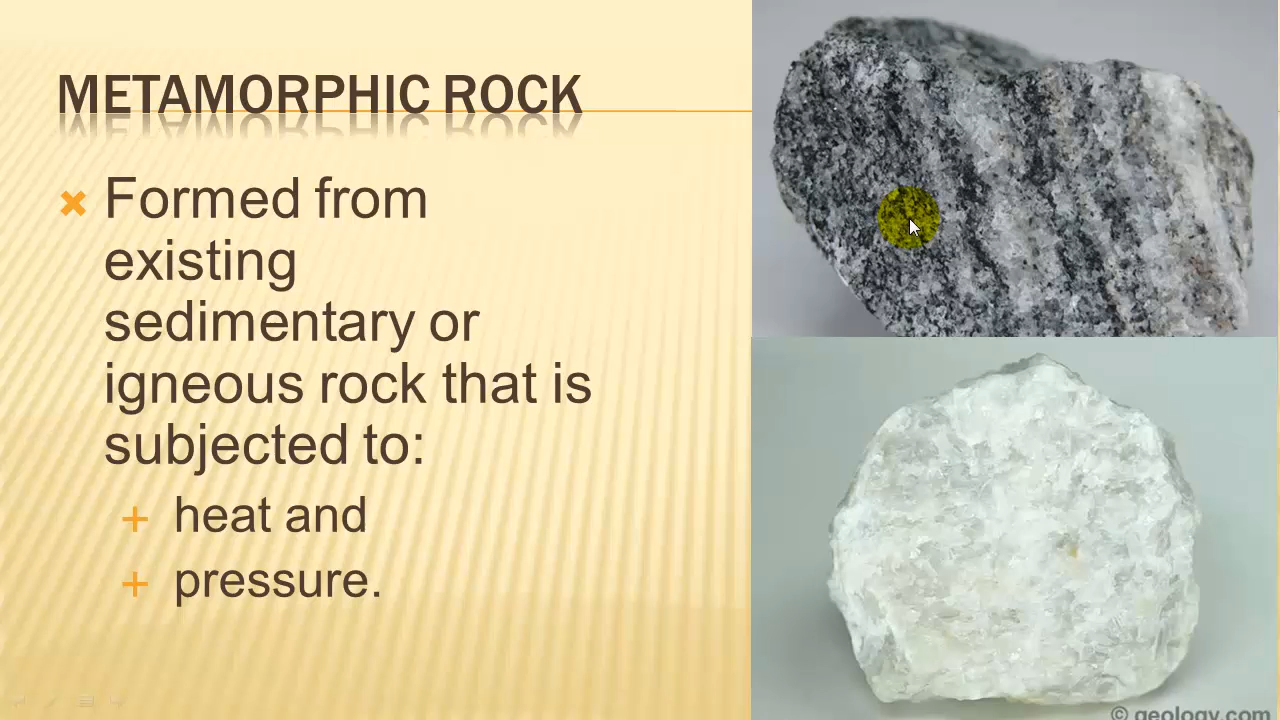 METAMORPHIC ROCK
Formed from
existing
sedimentary or
igneous rock that is
subjected to:
heat and
pressure.
© geology.com